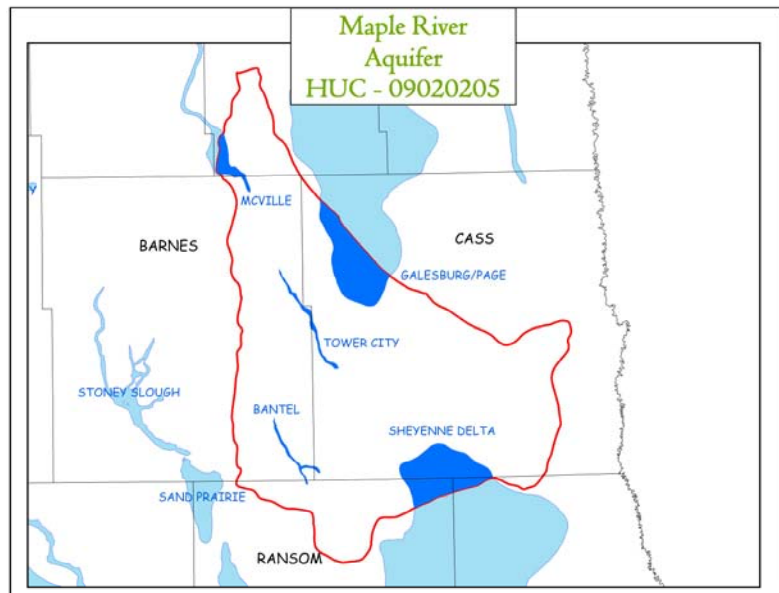 Maple River
Aquifer
HUC - 09020205
MCVILLE
BARNES
CASS
GALESBURG/PAGE
TOWER CITY
STONEY SLOUGH
BANTEL
SHEYENNE DELTA
SAND PRAIRIE
RANSOM